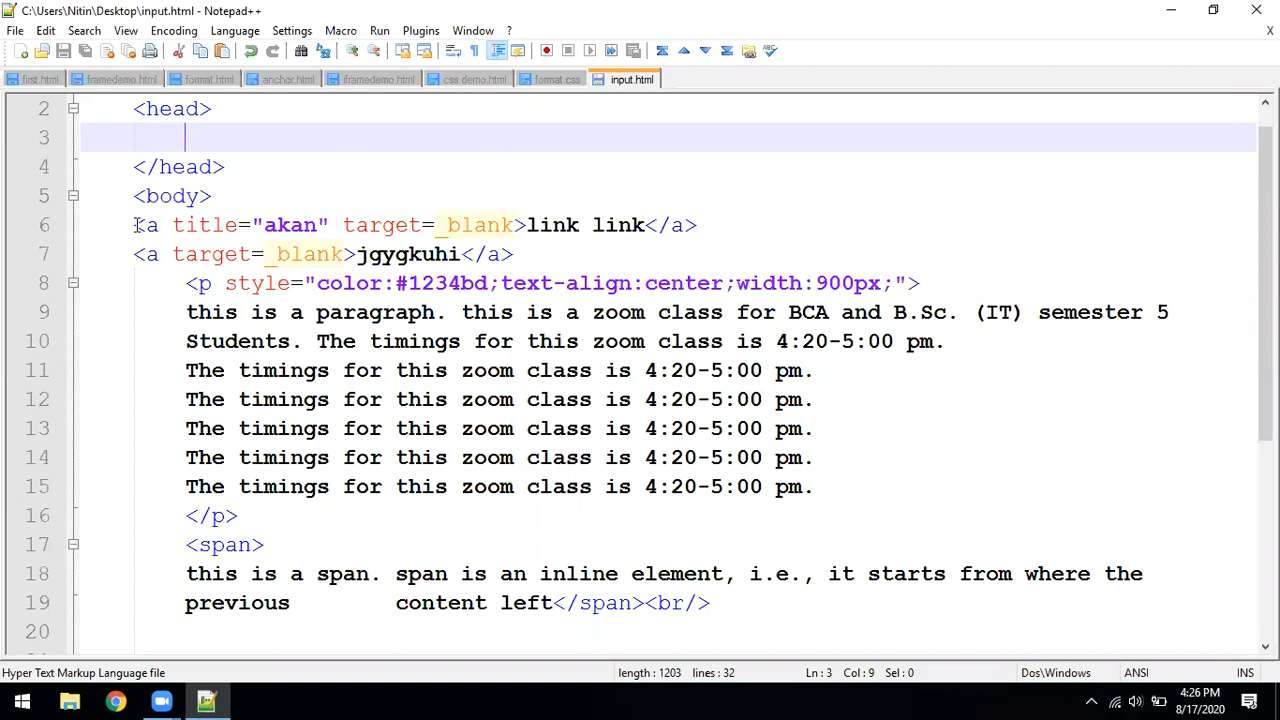 C:\Users\Nitin\Desktop\input.html - Notepad++
File Edit Search View Encoding Language Settings Macro Run Plugins Window ? X
first.html framedemo.html format.html anchor.html iframedemo.html css demo.html format.css input.html
2 <head>
3
4 </head>
5 <body>
6 <a title="akan" target=_blank>link link</a>
7 <a target=_blank>jgygkuhi</a>
8 <p style="color:#1234bd;text-align:center;width:900px;">
9 this is a paragraph. this is a zoom class for BCA and B.Sc. (IT) semester 5
10 Students. The timings for this zoom class is 4:20-5:00 pm.
11 The timings for this zoom class is 4:20-5:00 pm.
12 The timings for this zoom class is 4:20-5:00 pm.
13 The timings for this zoom class is 4:20-5:00 pm.
14 The timings for this zoom class is 4:20-5:00 pm.
15 The timings for this zoom class is 4:20-5:00 pm.
16 </p>
17 <span>
18 this is a span. span is an inline element, i.e., it starts from where the
19 previous content left</span><br/>
20
Hyper Text Markup Language file length : 1203 lines : 32 Ln : 3 Col : 9 Sel : 0 Dos\Windows ANSI INS
4:26 PM
8/17/2020